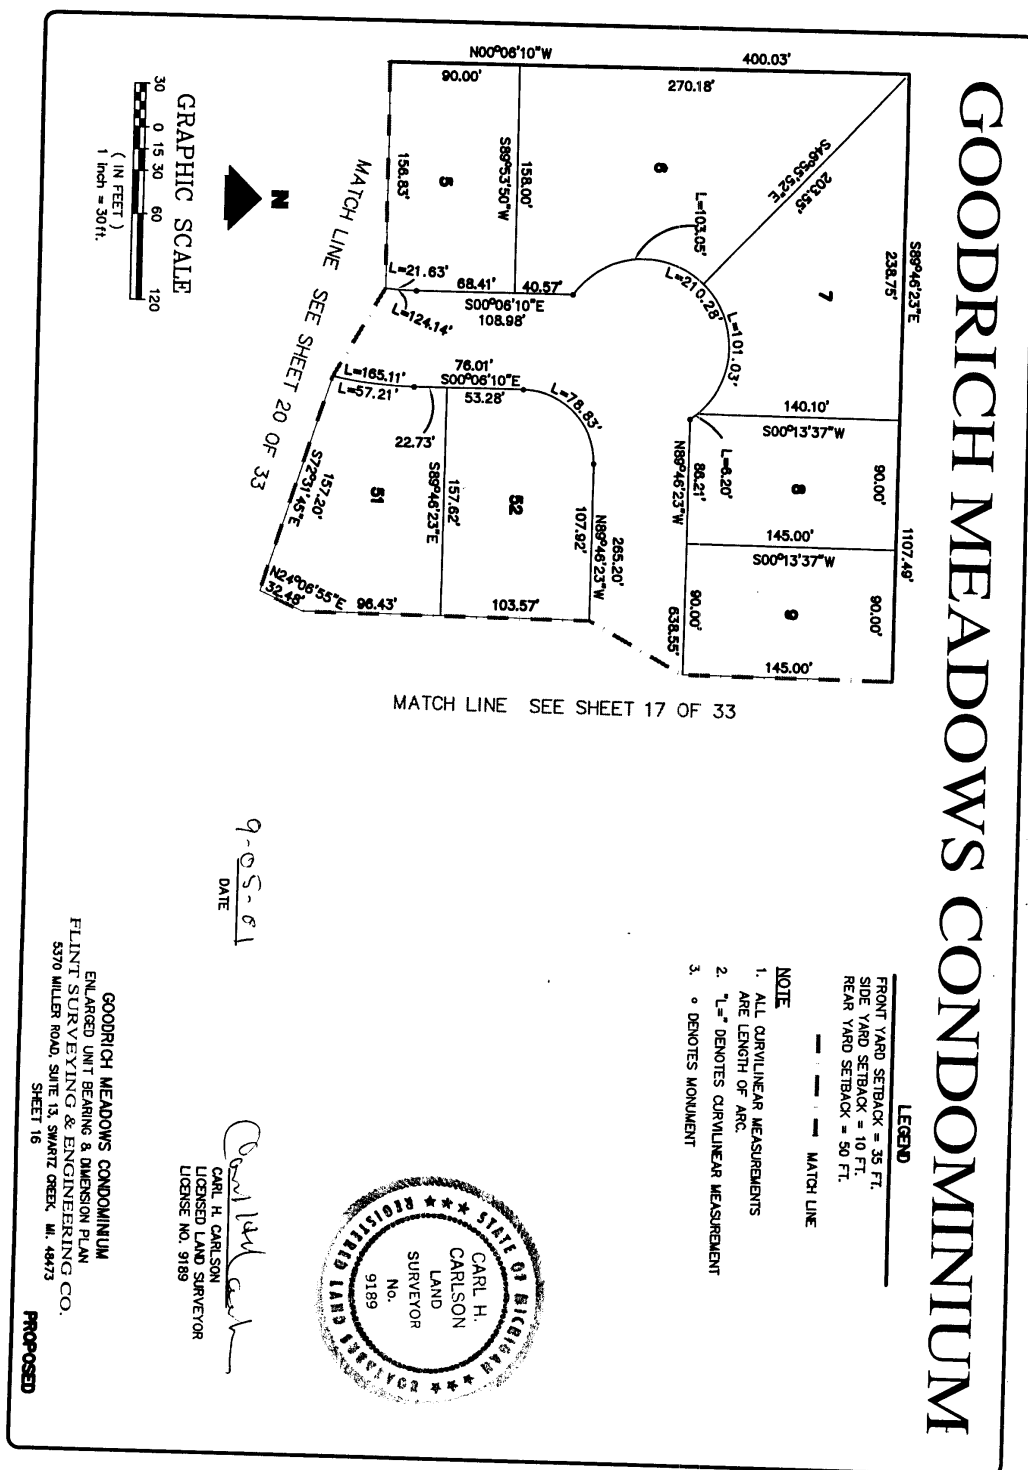 GOODRICH MEADOWS CONDOMINIUM
S89°46'23"E
1107.49'
238.75'
90.00'
90.00'
N00°06'10"W
400.03'
90.00'
270.18'
S46°55'52"E
203.55'
7
140.10'
S00°13'37"W
8
145.00'
S00°13'37"W
9
145.00'
6
L=103.05'
L=210.28'
L=101.03'
L=6.20'
86.21'
N89°46'23"W
90.00'
638.55'
158.00'
S89°53'50"W
5
156.83'
L=21.63'
L=124.14'
68.41'
40.57'
S00°06'10"E
108.98'
76.01'
S00°06'10"E
53.28'
L=78.83'
L=165.11'
L=57.21'
22.73'
265.20'
N89°46'23"W
107.92'
52
157.62'
S89°46'23"E
51
157.20'
S72°31'45"E
N24°06'55"E
32.48'
96.43'
103.57'
MATCH LINE SEE SHEET 20 OF 33
MATCH LINE SEE SHEET 17 OF 33
N
GRAPHIC SCALE
30 0 15 30 60 120
( IN FEET )
1 inch = 30 ft.
LEGEND
FRONT YARD SETBACK = 35 FT.
SIDE YARD SETBACK = 10 FT.
REAR YARD SETBACK = 50 FT.
MATCH LINE
NOTE
1. ALL CURVILINEAR MEASUREMENTS
ARE LENGTH OF ARC.
2. "L=" DENOTES CURVILINEAR MEASUREMENT
3. ° DENOTES MONUMENT
STATE OF MICHIGAN
CARL H.
CARLSON
LAND
SURVEYOR
No.
9189
REGISTERED LAND SURVEYOR
9-05-01
DATE
CARL H. CARLSON
LICENSED LAND SURVEYOR
LICENSE NO. 9189
GOODRICH MEADOWS CONDOMINIUM
ENLARGED UNIT BEARING & DIMENSION PLAN
FLINT SURVEYING & ENGINEERING CO.
5370 MILLER ROAD, SUITE 13, SWARTZ CREEK, MI. 48473
SHEET 16
PROPOSED